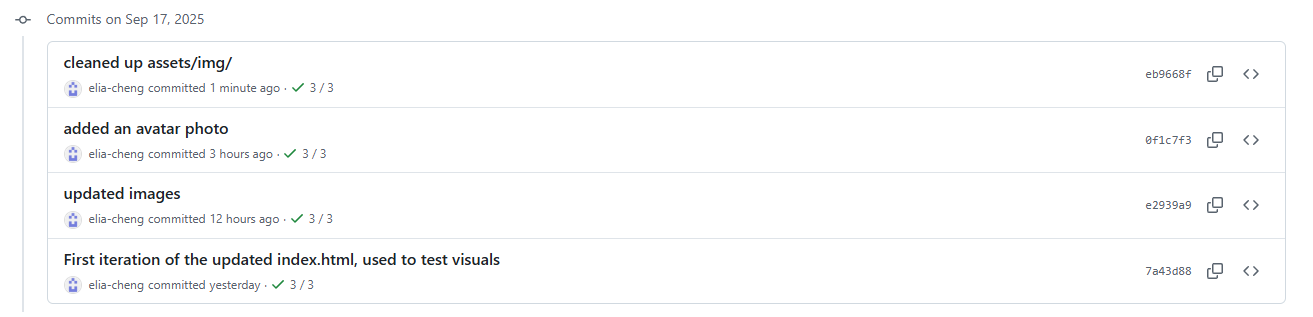 Commits on Sep 17, 2025
cleaned up assets/img/
eb9668f
elia-cheng committed 1 minute ago · 3 / 3
added an avatar photo
0f1c7f3
elia-cheng committed 3 hours ago · 3 / 3
updated images
e2939a9
elia-cheng committed 12 hours ago · 3 / 3
First iteration of the updated index.html, used to test visuals
7a43d88
elia-cheng committed yesterday · 3 / 3